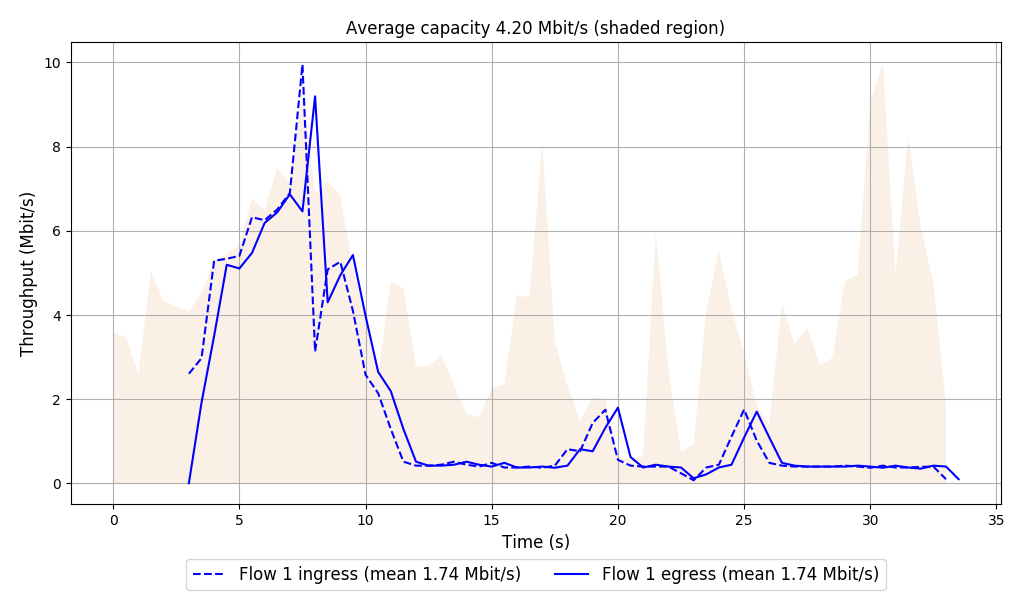 Average capacity 4.20 Mbit/s (shaded region)
10
8
6
4
2
0
Throughput (Mbit/s)
0 5 10 15 20 25 30 35
Time (s)
Flow 1 ingress (mean 1.74 Mbit/s) Flow 1 egress (mean 1.74 Mbit/s)